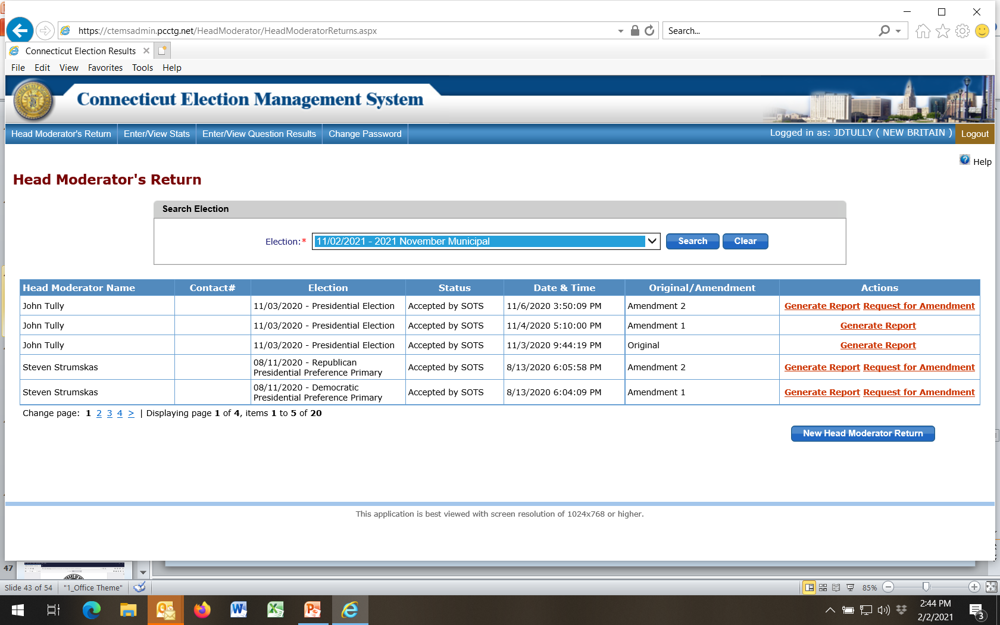 https://ctemsadmin.pcctg.net/HeadModerator/HeadModeratorReturns.aspx
Search...
Connecticut Election Results
File Edit View Favorites Tools Help
Connecticut Election Management System
Head Moderator's Return Enter/View Stats Enter/View Question Results Change Password Logged in as: JDTULLY ( NEW BRITAIN ) Logout
Help
Head Moderator's Return
Search Election
Election:* 11/02/2021 - 2021 November Municipal Search Clear
Head Moderator Name Contact# Election Status Date & Time Original/Amendment Actions
John Tully 11/03/2020 - Presidential Election Accepted by SOTS 11/6/2020 3:50:09 PM Amendment 2 Generate Report Request for Amendment
John Tully 11/03/2020 - Presidential Election Accepted by SOTS 11/4/2020 5:10:00 PM Amendment 1 Generate Report
John Tully 11/03/2020 - Presidential Election Accepted by SOTS 11/3/2020 9:44:19 PM Original Generate Report
Steven Strumskas 08/11/2020 - Republican
Presidential Preference Primary Accepted by SOTS 8/13/2020 6:05:58 PM Amendment 2 Generate Report Request for Amendment
Steven Strumskas 08/11/2020 - Democratic
Presidential Preference Primary Accepted by SOTS 8/13/2020 6:04:09 PM Amendment 1 Generate Report Request for Amendment
Change page: 1 2 3 4 > | Displaying page 1 of 4, items 1 to 5 of 20
New Head Moderator Return
This application is best viewed with screen resolution of 1024x768 or higher.
47
Slide 43 of 54 "1_Office Theme" 85%
2:44 PM
2/2/2021
3